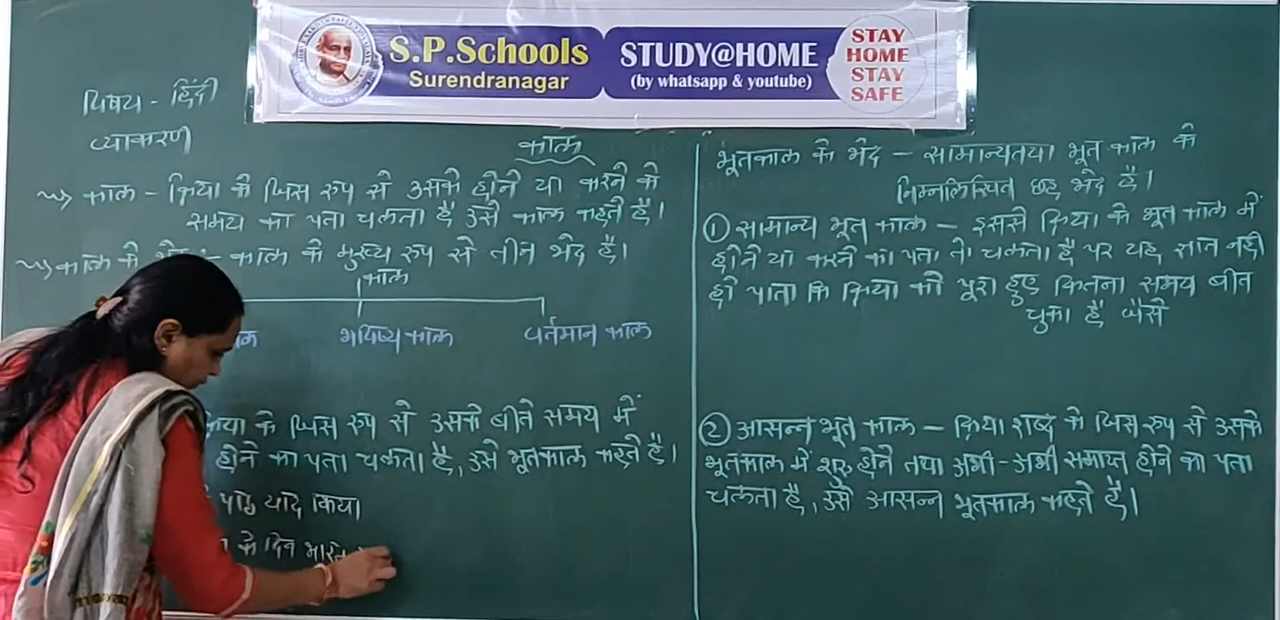 S.P.Schools
Surendranagar
STUDY@HOME
(by whatsapp & youtube)
STAY
HOME
STAY
SAFE
विषय - हिंदी
व्याकरण
काल
काल - क्रिया के जिस रुप से उसके होने या करने के
समय का पता चलता है उसे काल कहते है।
काल के - काल के मुख्य रुप से तीन भेद है।
काल
भविष्य काल वर्तमान काल
के जिस रुप से उसके बीते समय में
होने का पता चलता है, उसे भूतकाल कहते है।
पाठ याद किया।
के दिन
भूतकाल के भेद - सामान्यतया भूत काल के
निम्नलिखित छह भेद है।
① सामान्य भूत काल - इससे क्रिया के भूत काल में
होने या करने का पता तो चलता है पर यह ज्ञात नही
हो पाता कि क्रिया को पूरा हुए कितना समय बीत
चुका है जैसे
② आसन्न भूत काल - क्रिया शब्द के जिस रुप से उसके
भूतकाल में शरु होने तथा अभी-अभी समाप्त होने का पता
चलता है, उसे आसन्न भूतकाल कहते है।